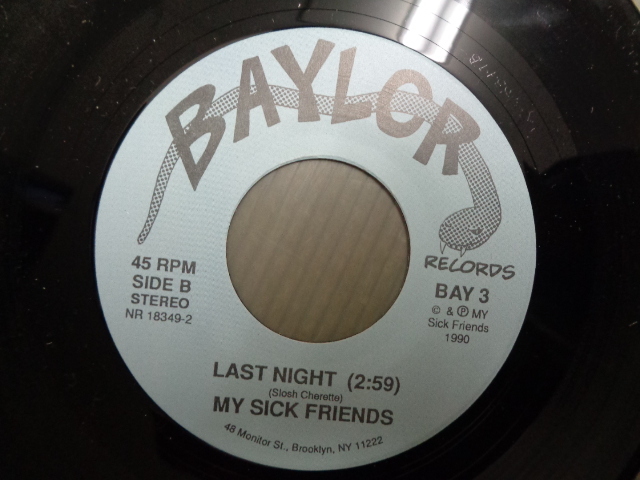 BAYLOR
RECORDS
45 RPM
SIDE B
STEREO
NR 18349-2
BAY 3
© & ℗ MY
Sick Friends
1990
LAST NIGHT (2:59)
(Slosh Cherette)
MY SICK FRIENDS
48 Monitor St., Brooklyn, NY 11222